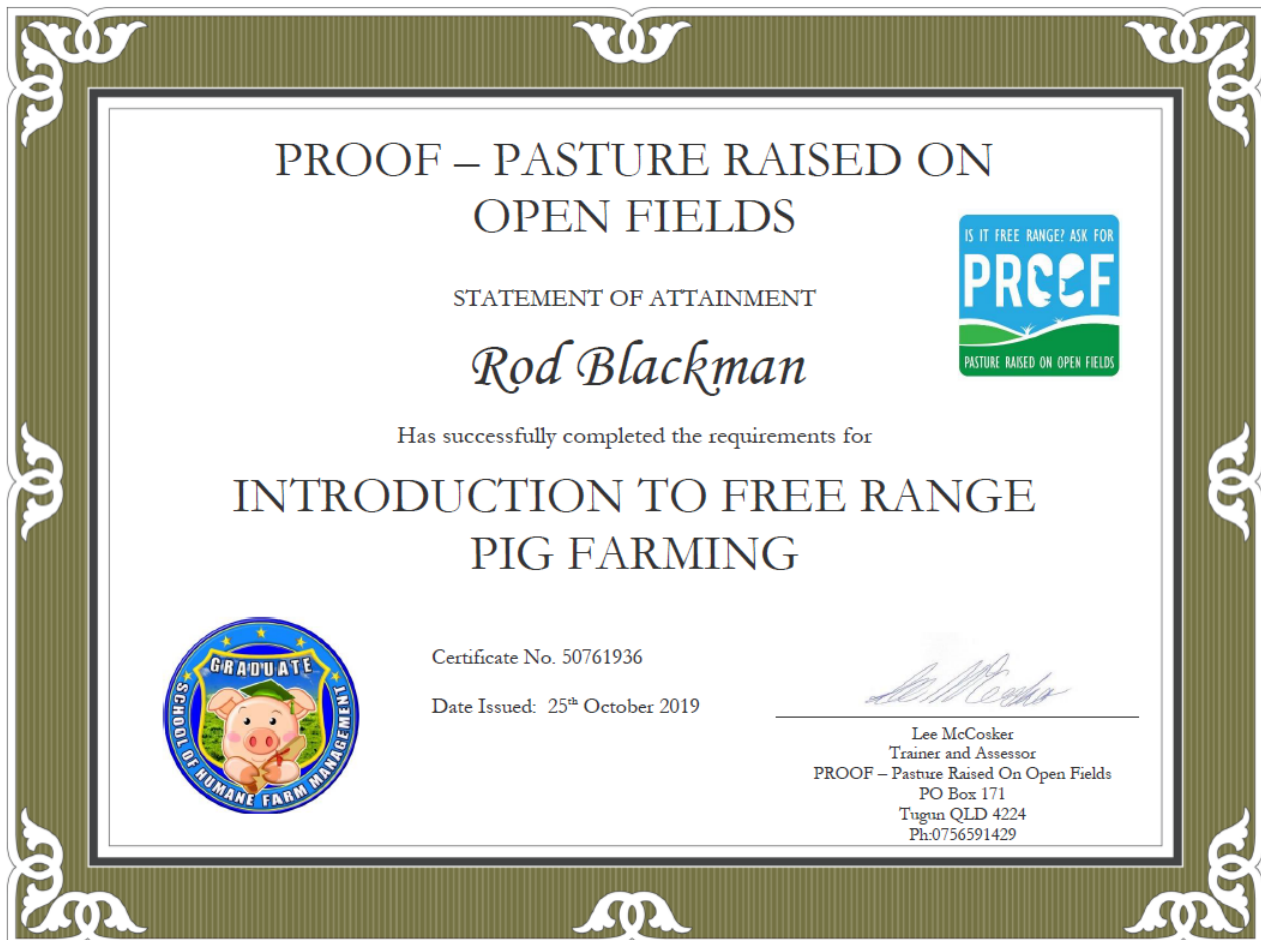 PROOF – PASTURE RAISED ON
OPEN FIELDS
IS IT FREE RANGE? ASK FOR
PROOF
PASTURE RAISED ON OPEN FIELDS
STATEMENT OF ATTAINMENT
Rod Blackman
Has successfully completed the requirements for
INTRODUCTION TO FREE RANGE
PIG FARMING
GRADUATE
SCHOOL OF HUMANE FARM MANAGEMENT
Certificate No. 50761936
Date Issued: 25th October 2019
Lee McCosker
Lee McCosker
Trainer and Assessor
PROOF – Pasture Raised On Open Fields
PO Box 171
Tugun QLD 4224
Ph:0756591429